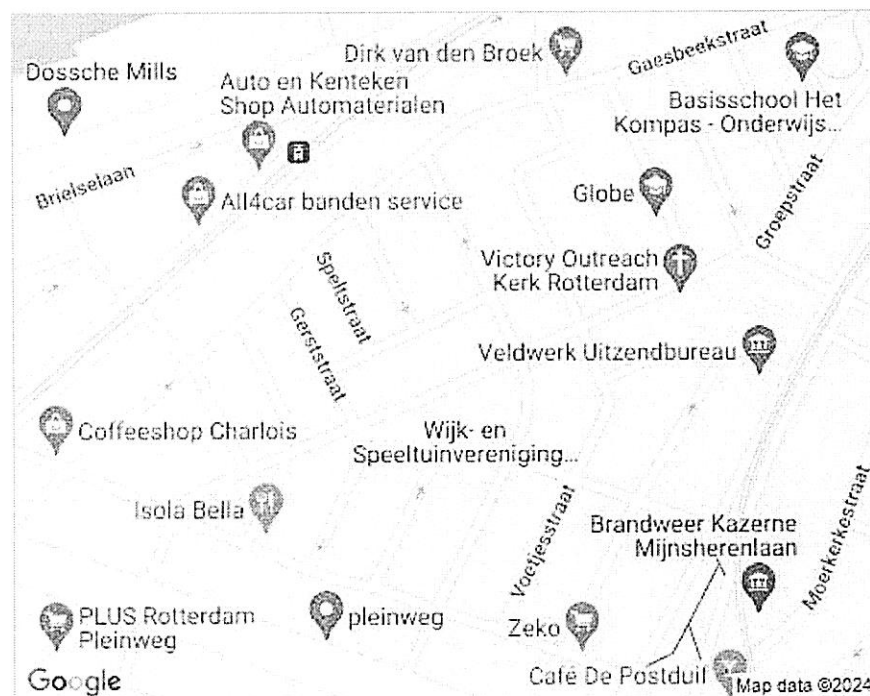 Dirk van den Broek
Gaesbeekstraat
Dossche Mills
Auto en Kenteken
Shop Automaterialen
Basisschool Het
Kompas - Onderwijs...
Brielselaan
All4car banden service
Globe
Groepstraat
Victory Outreach
Kerk Rotterdam
Speltstraat
Gerststraat
Veldwerk Uitzendbureau
Coffeeshop Charlois
Wijk- en
Speeltuinvereniging...
Isola Bella
Voetjesstraat
Brandweer Kazerne
Mijnsherenlaan
Moerkerkestraat
PLUS Rotterdam
Pleinweg
pleinweg
Zeko
Café De Postduif
Google
Map data ©2024